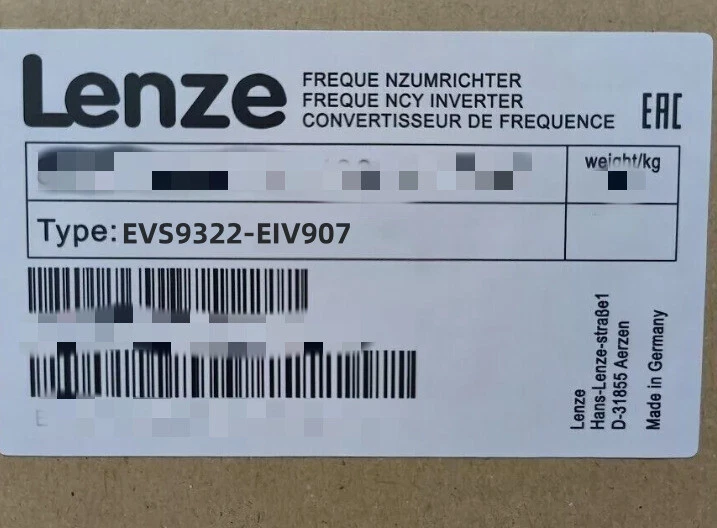 Lenze
FREQUE NZUMRICHTER
FREQUE NCY INVERTER
CONVERTISSEUR DE FREQUENCE
EAC
weight/kg
Type: EVS9322-EIV907
E
Lenze
Hans-Lenze-straße1
D-31855 Aerzen
Made in Germany